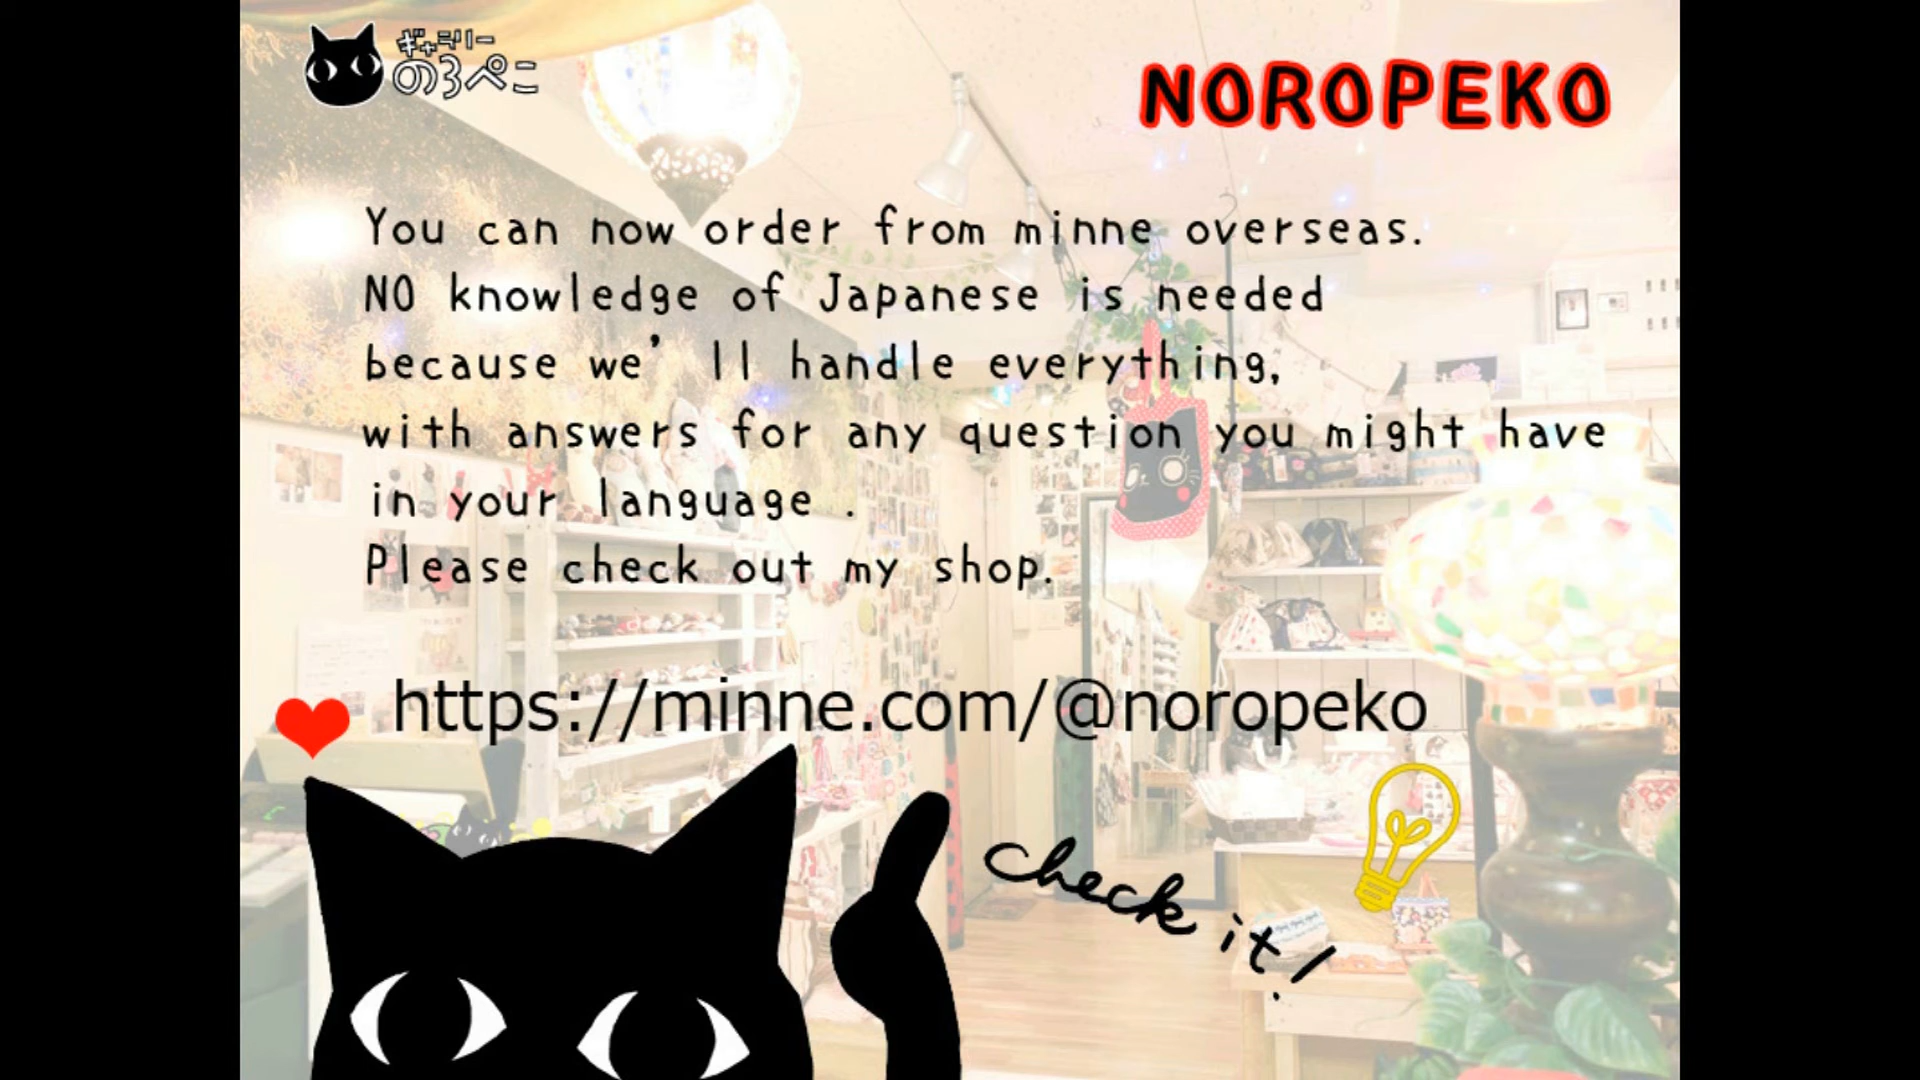 ギャラリー
のろぺこ
NOROPEKO
You can now order from minne overseas.
NO knowledge of Japanese is needed
because we’ll handle everything,
with answers for any question you might have
in your language .
Please check out my shop.
https://minne.com/@noropeko
check it!